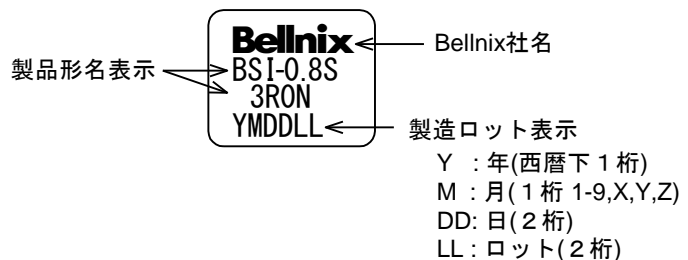 Bellnix
Bellnix社名
製品形名表示
BSI-0.8S
3R0N
YMDDLL
製造ロット表示
Y : 年(西暦下１桁)
M : 月(１桁 1-9,X,Y,Z)
DD: 日(２桁)
LL : ロット(２桁)